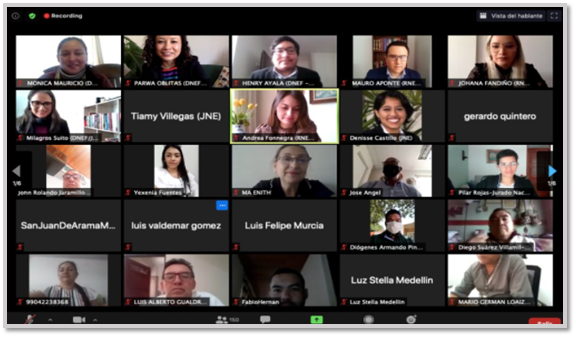 Recording
Vista del hablante
MONICA MAURICIO (D...
PARWA OBLITAS (DNEF...
HENRY AYALA (DNEF -...
MAURO APONTE (RNE...
JOHANA FANDIÑO (RN...
Milagros Suito (DNEF/J...
Tiamy Villegas (JNE)
Andrea Fonnegra (RNE...
Denisse Castillo (JNE)
gerardo quintero
1/6
John Rolando Jaramillo
Yexenia Fuentes
MA ENITH
Jose Angel
Pilar Rojas-Jurado Nac...
1/6
SanJuanDeAramaM...
luis valdemar gomez
Luis Felipe Murcia
Diógenes Armando Pin...
Diego Suárez Villamil-...
99042238368
LUIS ALBERTO GUALDR...
FabioHernan
Luz Stella Medellin
Luz Stella Medellin
MARIO GERMAN LOAIZ...